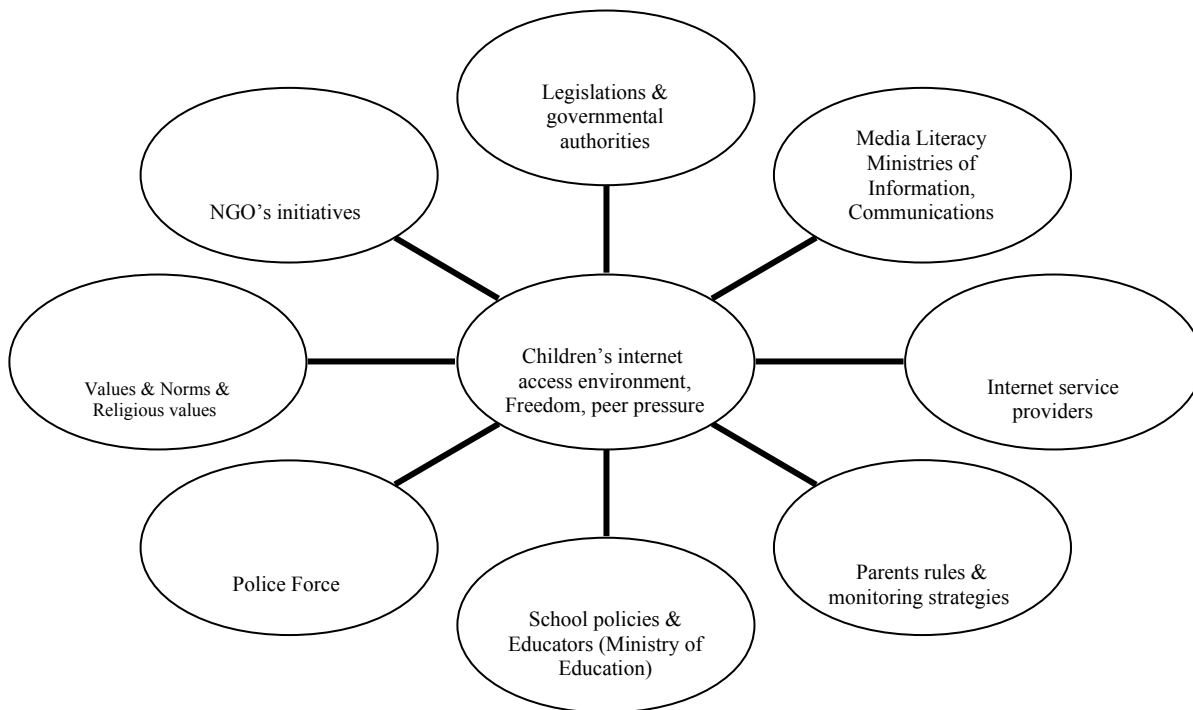 Legislations &
governmental
authorities
Media Literacy
Ministries of
Information,
Communications
NGO’s initiatives
Values & Norms &
Religious values
Children’s internet
access environment,
Freedom, peer pressure
Internet service
providers
Police Force
School policies &
Educators (Ministry of
Education)
Parents rules &
monitoring strategies